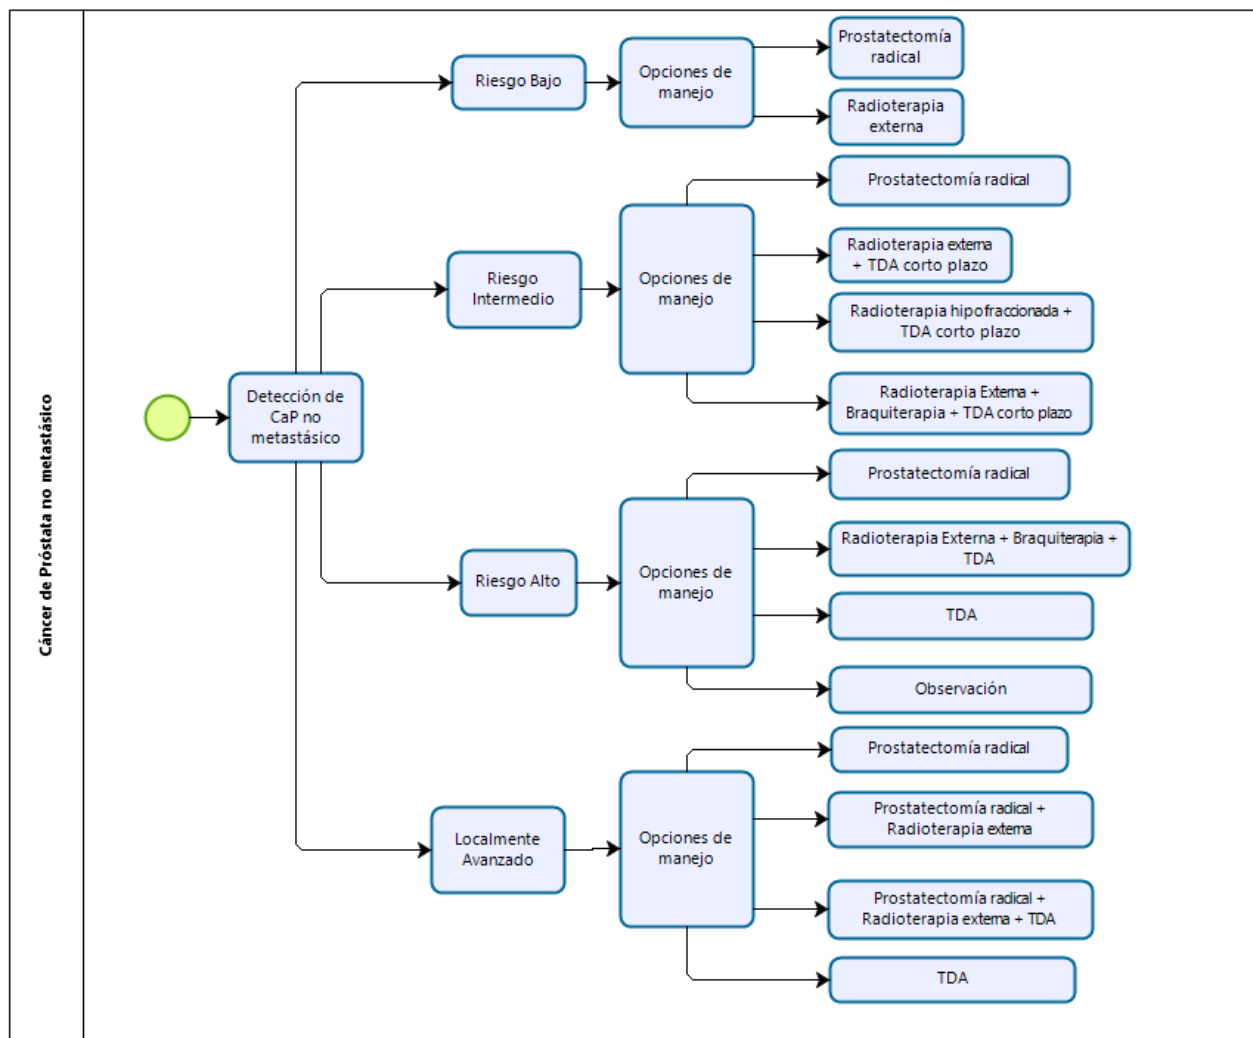 Cáncer de Próstata no metastásico
Detección de
CaP no
metastásico
Riesgo Bajo
Opciones de
manejo
Prostatectomía
radical
Radioterapia
externa
Riesgo
Intermedio
Opciones de
manejo
Prostatectomía radical
Radioterapia externa
+ TDA corto plazo
Radioterapia hipofraccionada +
TDA corto plazo
Radioterapia Externa +
Braquiterapia + TDA corto plazo
Riesgo Alto
Opciones de
manejo
Prostatectomía radical
Radioterapia Externa + Braquiterapia +
TDA
TDA
Observación
Localmente
Avanzado
Opciones de
manejo
Prostatectomía radical
Prostatectomía radical +
Radioterapia externa
Prostatectomía radical +
Radioterapia externa + TDA
TDA